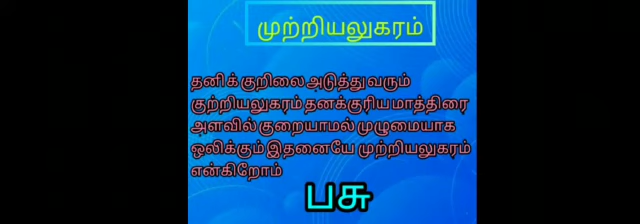 முற்றியலுகரம்
தனிக் குறிலை அடுத்து வரும்
குற்றியலுகரம் தனக்குரிய மாத்திரை
அளவில் குறையாமல் முழுமையாக
ஒலிக்கும் இதனையே முற்றியலுகரம்
என்கிறோம்
பசு